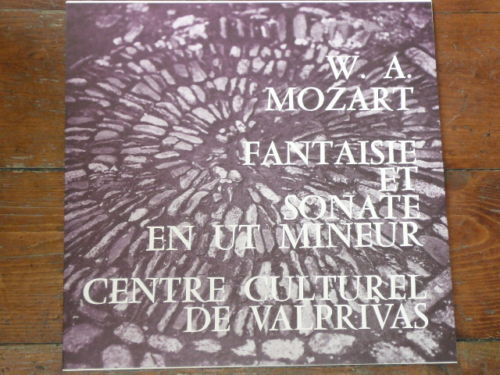 W. A.
MOZART
FANTAISIE
ET
SONATE
EN UT MINEUR
CENTRE CULTUREL
DE VALPRIVAS